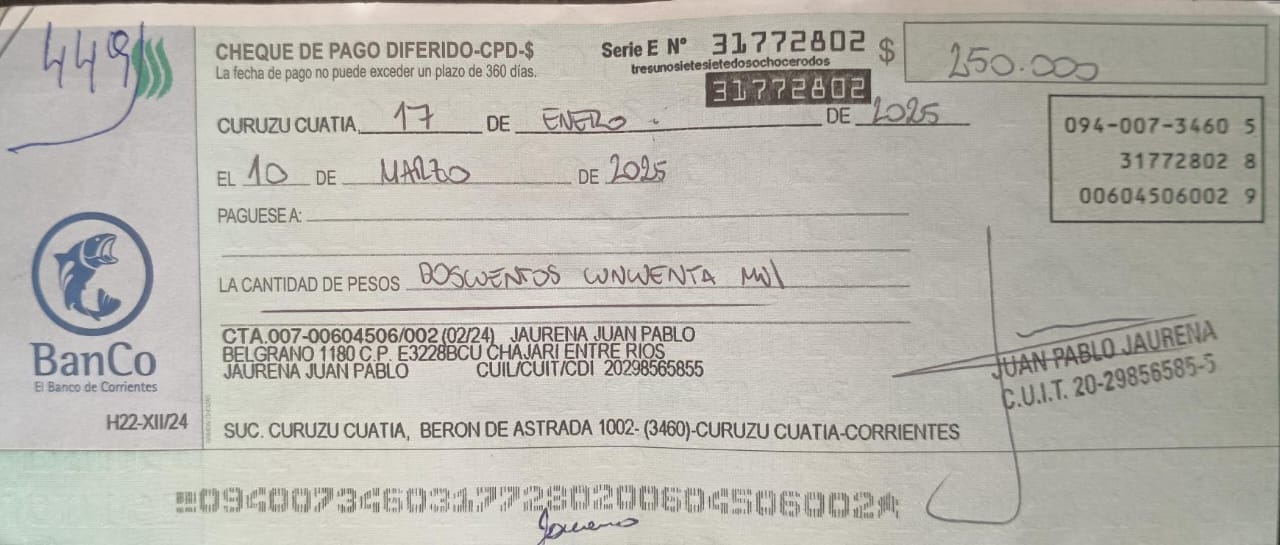 449
CHEQUE DE PAGO DIFERIDO-CPD-$
La fecha de pago no puede exceder un plazo de 360 días.
Serie E Nº 31772802
tresunosietesietedosochocerodos
31772802
$ 250.000
CURUZU CUATIA, 17 DE ENERO DE 2025
EL 10 DE MARZO DE 2025
094-007-3460 5
31772802 8
00604506002 9
PAGUESE A:
LA CANTIDAD DE PESOS DOSCIENTOS CINCUENTA MIL
CTA.007-00604506/002 (02/24) JAURENA JUAN PABLO
BELGRANO 1180 C.P. E3228BCU CHAJARI ENTRE RIOS
JAURENA JUAN PABLO CUIL/CUIT/CDI 20298565855
JUAN PABLO JAURENA
C.U.I.T. 20-29856585-5
BanCo
El Banco de Corrientes
H22-XII/24
SUC. CURUZU CUATIA, BERON DE ASTRADA 1002- (3460)-CURUZU CUATIA-CORRIENTES
09400734603177280200604506002